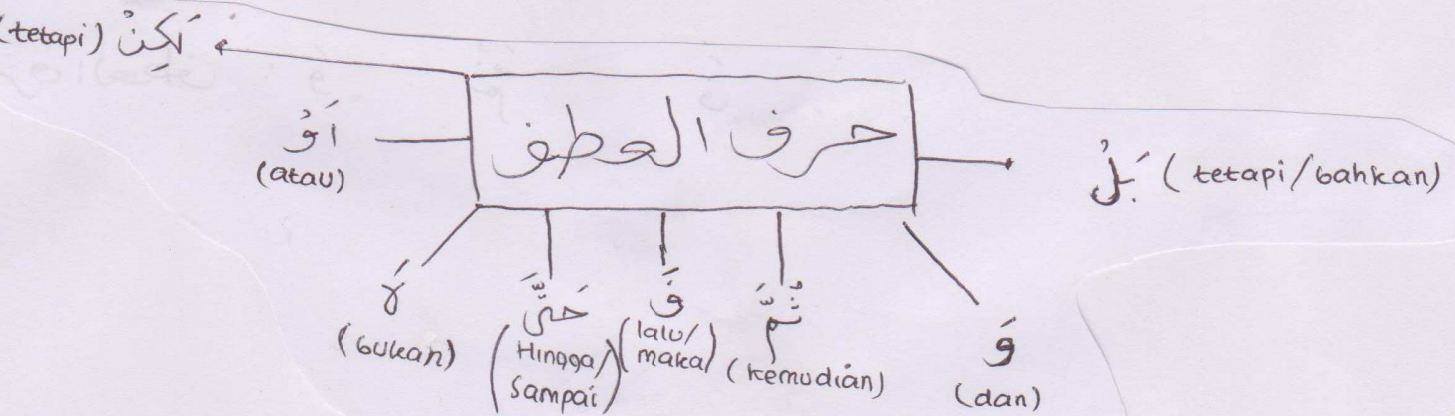 (tetapi) لَكِنْ
حرف العطف
اَوْ
(atau)
بَلْ (tetapi/bahkan)
لَا
(bukan)
حَتَّى
(Hingga/
Sampai)
فَ
(lalu/
maka)
ثُمَّ
(kemudian)
وَ
(dan)